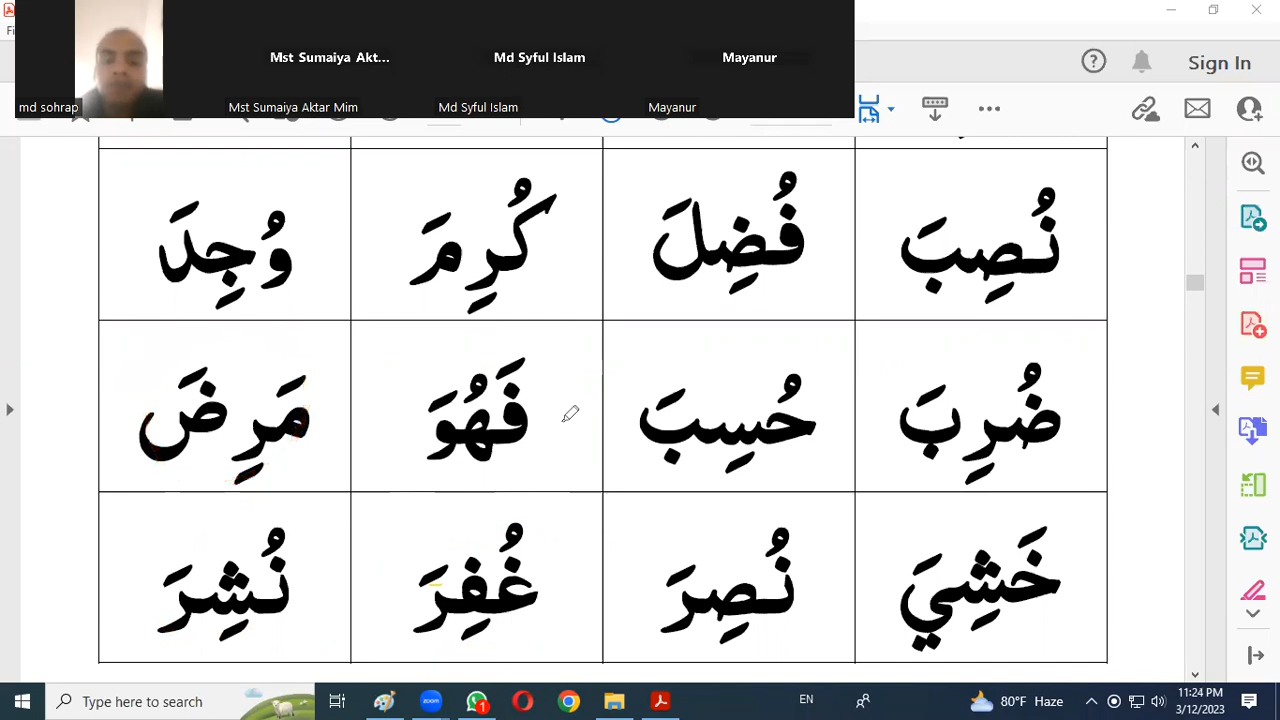 Mst Sumaiya Akt... Md Syful Islam Mayanur
md sohrap Mst Sumaiya Aktar Mim Md Syful Islam Mayanur
Sign In
نُصِبَ فُضِلَ كُرِمَ وُجِدَ
ضُرِبَ حُسِبَ فَهُوَ مَرِضَ
خَشِيَ نُصِرَ غُفِرَ نُشِرَ
Type here to search
1
EN
80°F Haze
11:24 PM
3/12/2023